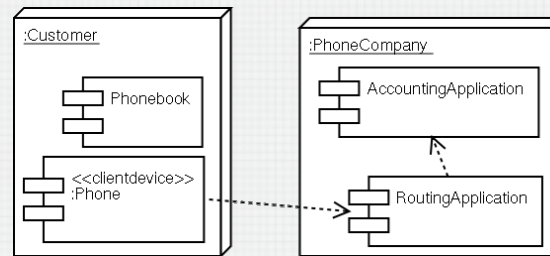 :Customer
Phonebook
<<clientdevice>>
:Phone
:PhoneCompany
AccountingApplication
RoutingApplication